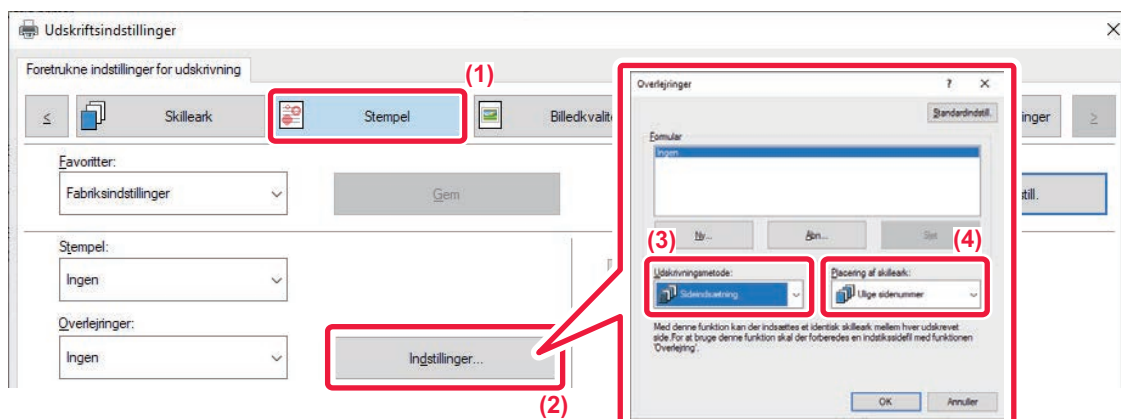 Udskriftsindstillinger
Foretrukne indstillinger for udskrivning
(1)
Skilleark
Stempel
Billedkvalite
inger
Favoritter:
Fabriksindstillinger
Gem
still.
Stempel:
Ingen
Overlejringer:
Ingen
Indstillinger...
(2)
Overlejringer
Standardindstill.
Formular
Ingen
Ny...
Åbn...
Slet
(3)
(4)
Udskrivningsmetode:
Placering af skilleark:
Sideindsætning
Ulige sidenummer
Med denne funktion kan der indsættes et identisk skilleark mellem hver udskrevet
side.For at bruge denne funktion skal der forberedes en indstikssidefil med funktionen
'Overlejring'.
OK
Annuller